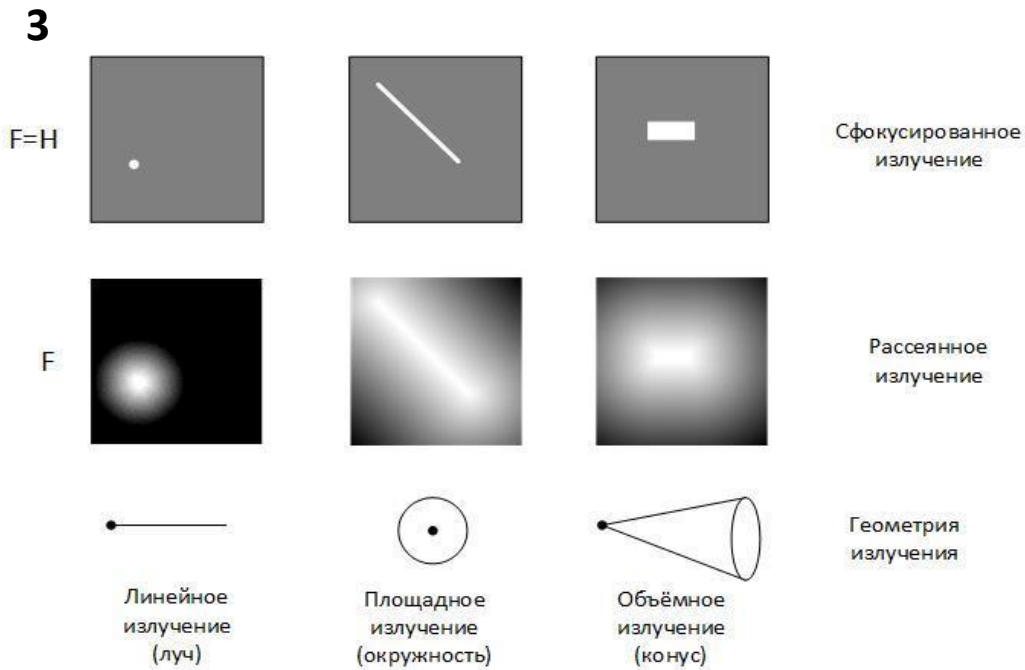 3
F=H
Сфокусированное
излучение
F
Рассеянное
излучение
Геометрия
излучения
Линейное
излучение
(луч)
Площадное
излучение
(окружность)
Объёмное
излучение
(конус)